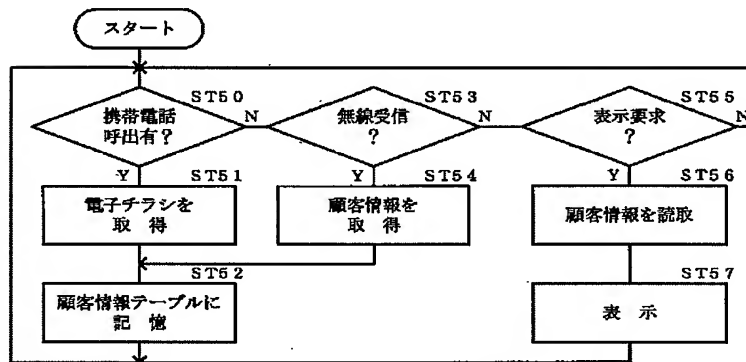 スタート
ST50
携帯電話
呼出有?
N
Y
ST53
無線受信
?
N
Y
ST55
表示要求
?
N
Y
ST51
電子チラシを
取 得
ST54
顧客情報を
取 得
ST56
顧客情報を読取
ST52
顧客情報テーブルに
記 憶
ST57
表 示